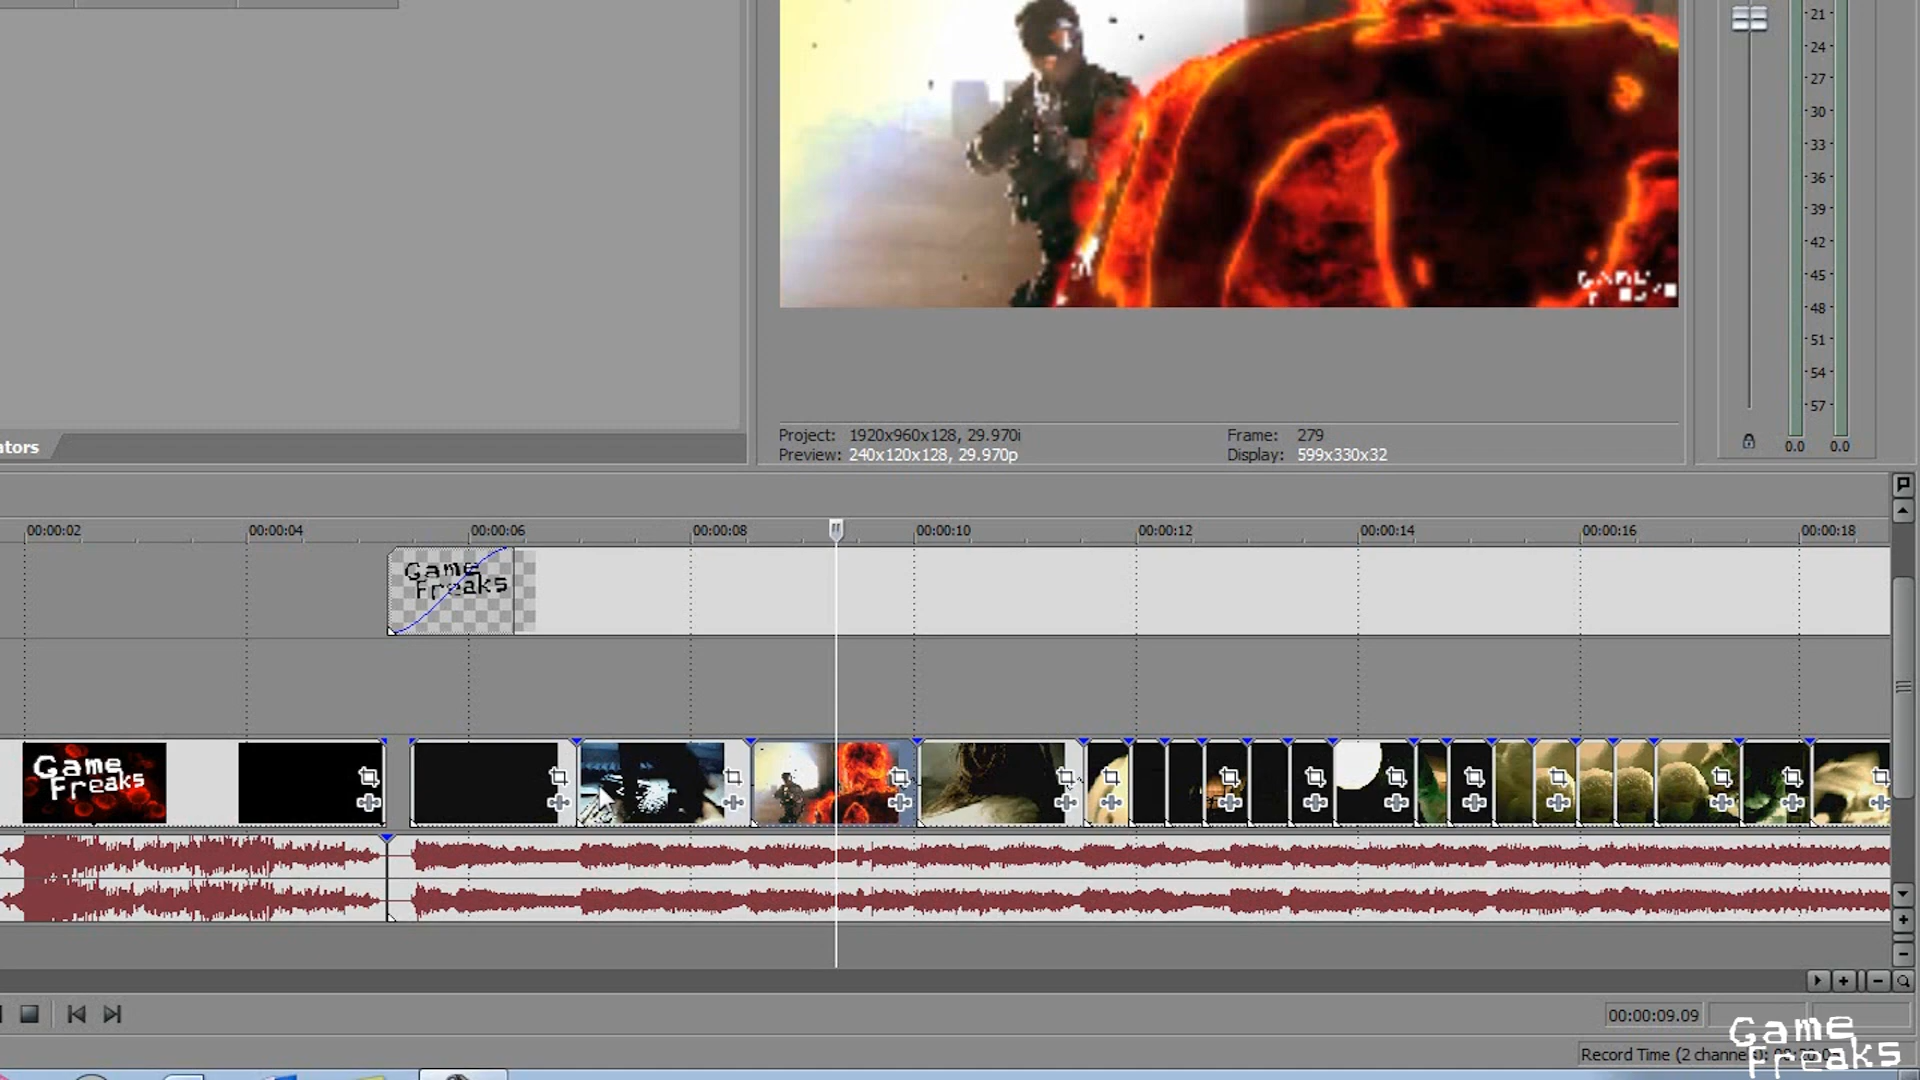 21
24
27
30
33
36
39
42
45
48
51
54
57
0.0 0.0
GAME
ators
Project: 1920x960x128, 29.970i
Preview: 240x120x128, 29.970p
Frame: 279
Display: 599x330x32
00:00:02 00:00:04 00:00:06 00:00:08 00:00:10 00:00:12 00:00:14 00:00:16 00:00:18
Game
Freaks
Game
Freaks
00:00:09.09
Record Time (2 channels):
Game
Freaks